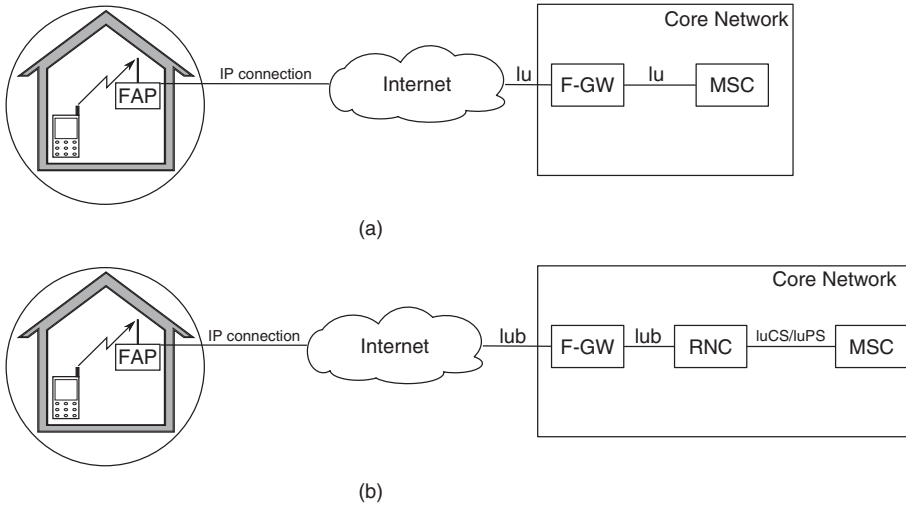 Core Network
FAP
IP connection
Internet
Iu
F-GW
Iu
MSC
(a)
Core Network
FAP
IP connection
Internet
Iub
F-GW
Iub
RNC
IuCS/IuPS
MSC
(b)